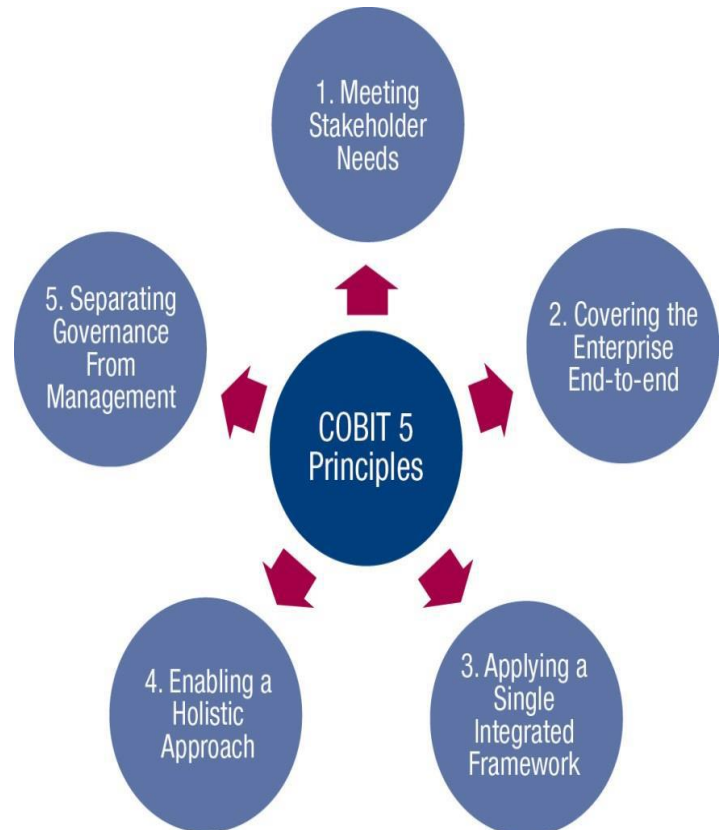 1. Meeting
Stakeholder
Needs
2. Covering the
Enterprise
End-to-end
3. Applying a
Single
Integrated
Framework
4. Enabling a
Holistic
Approach
5. Separating
Governance
From
Management
COBIT 5
Principles